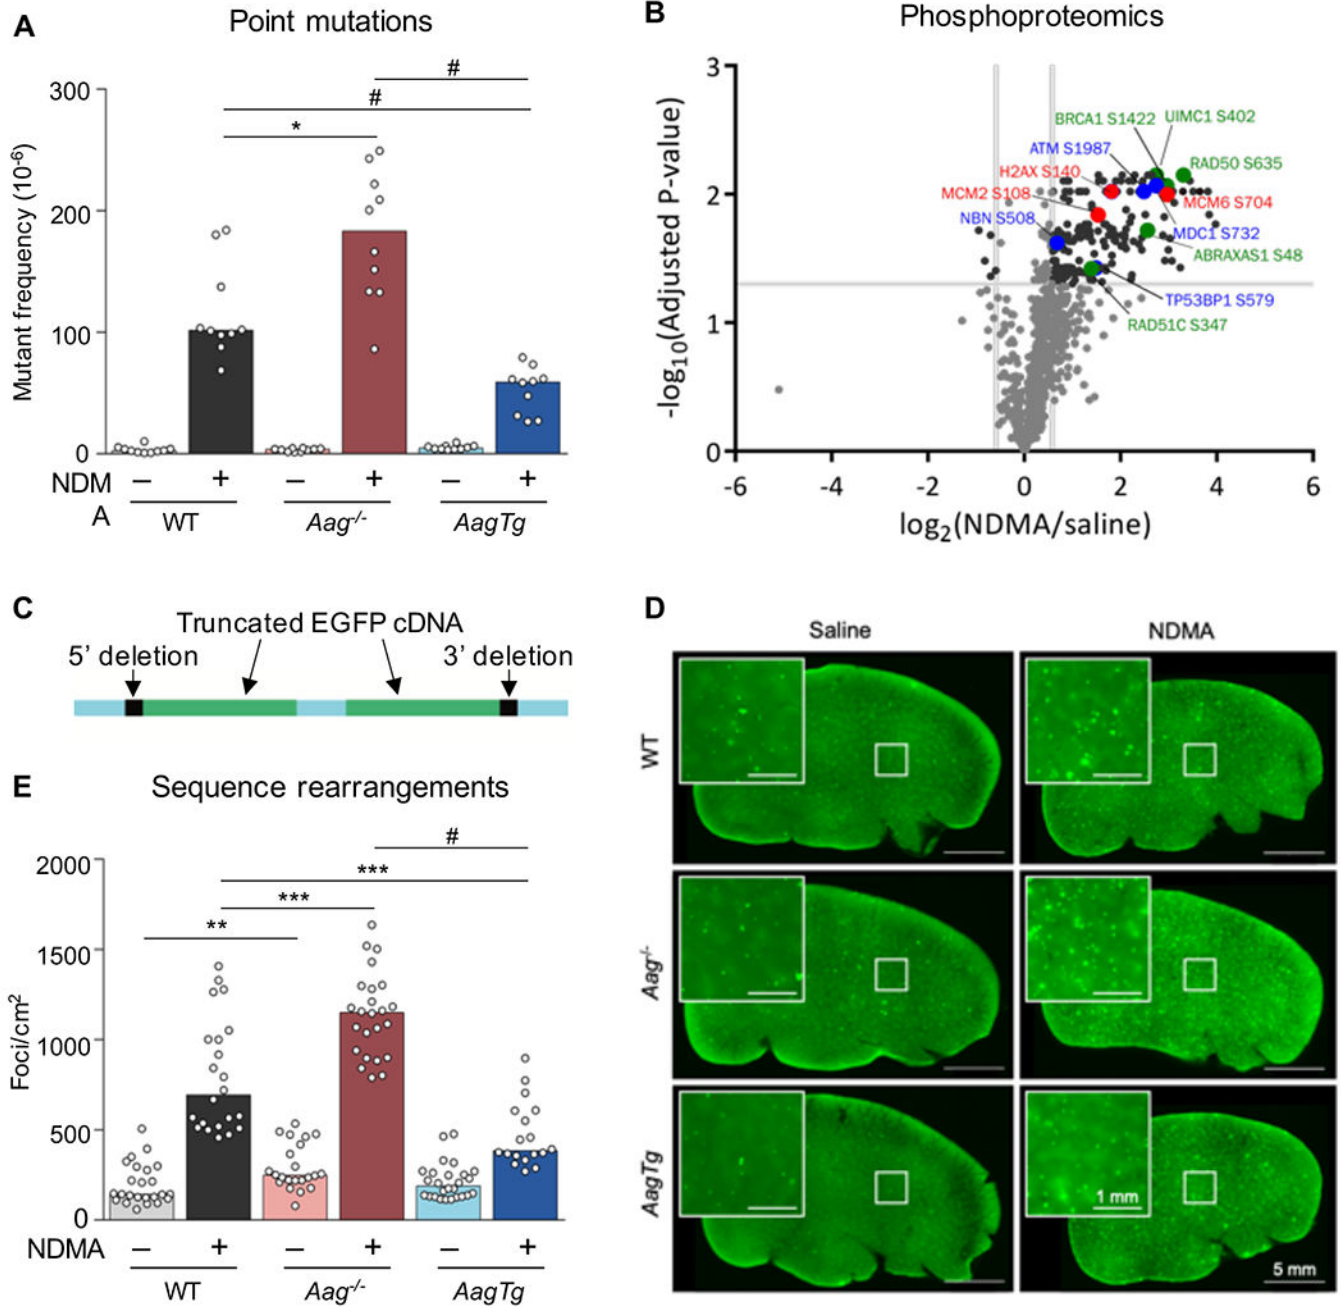 A
Point mutations
#
#
*
300
200
100
0
Mutant frequency (10-6)
NDM
A
– + – + – +
WT Aag-/- AagTg
B
Phosphoproteomics
3
2
1
0
-log10(Adjusted P-value)
BRCA1 S1422 UIMC1 S402
ATM S1987
RAD50 S635
H2AX S140
MCM2 S108
MCM6 S704
NBN S508
MDC1 S732
ABRAXAS1 S48
TP53BP1 S579
RAD51C S347
-6 -4 -2 0 2 4 6
log2(NDMA/saline)
C
Truncated EGFP cDNA
5’ deletion 3’ deletion
D
Saline NDMA
WT
Aag-/-
AagTg
1 mm
5 mm
E
Sequence rearrangements
#
***
***
**
2000
1500
1000
500
0
Foci/cm2
NDMA – + – + – +
WT Aag-/- AagTg